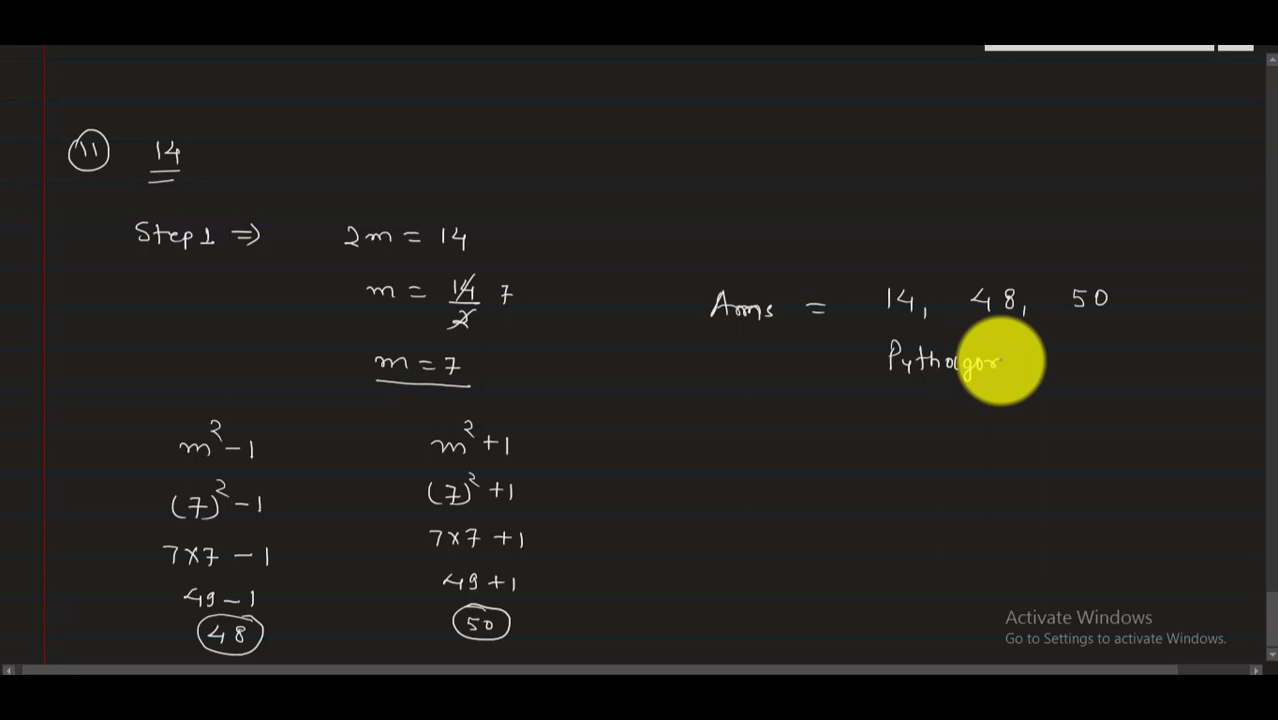 11 14
Step 1 ⇒ 2m = 14
m = 14/2 7
m = 7
m² - 1
(7)² - 1
7 x 7 - 1
49 - 1
48
m² + 1
(7)² + 1
7 x 7 + 1
49 + 1
50
Ans = 14, 48, 50
Pythagor
Activate Windows
Go to Settings to activate Windows.